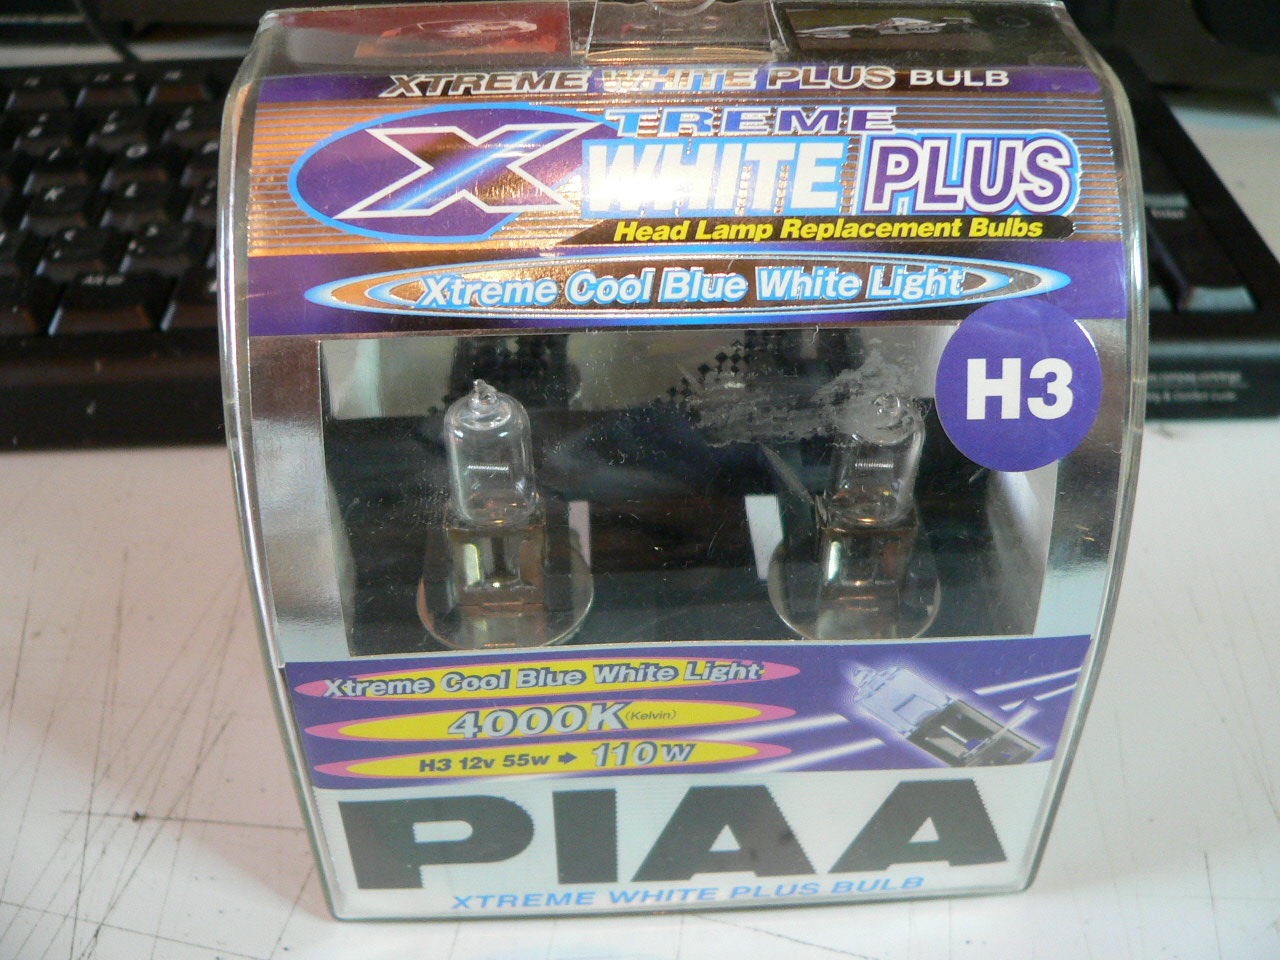 XTREME WHITE PLUS BULB
XTREME
WHITE PLUS
Head Lamp Replacement Bulbs
Xtreme Cool Blue White Light
H3
Xtreme Cool Blue White Light
4000K (Kelvin)
H3 12v 55w ➡ 110w
PIAA
XTREME WHITE PLUS BULB